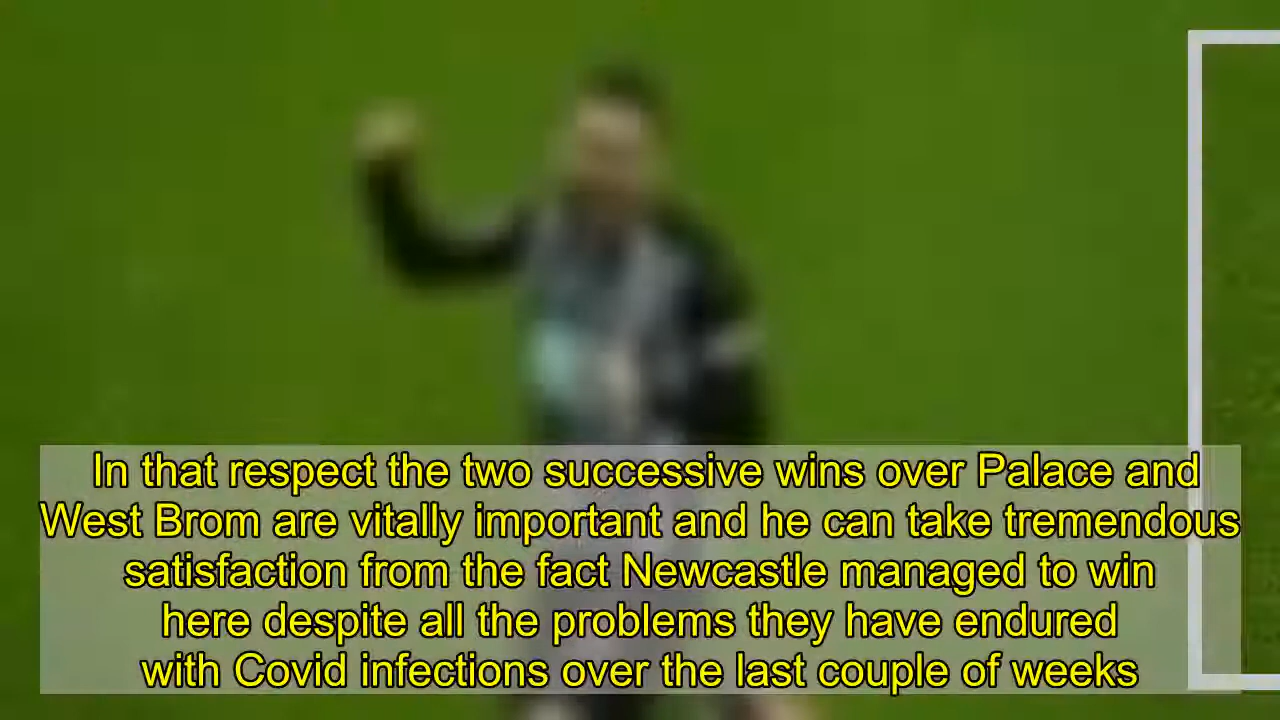 In that respect the two successive wins over Palace and
West Brom are vitally important and he can take tremendous
satisfaction from the fact Newcastle managed to win
here despite all the problems they have endured
with Covid infections over the last couple of weeks